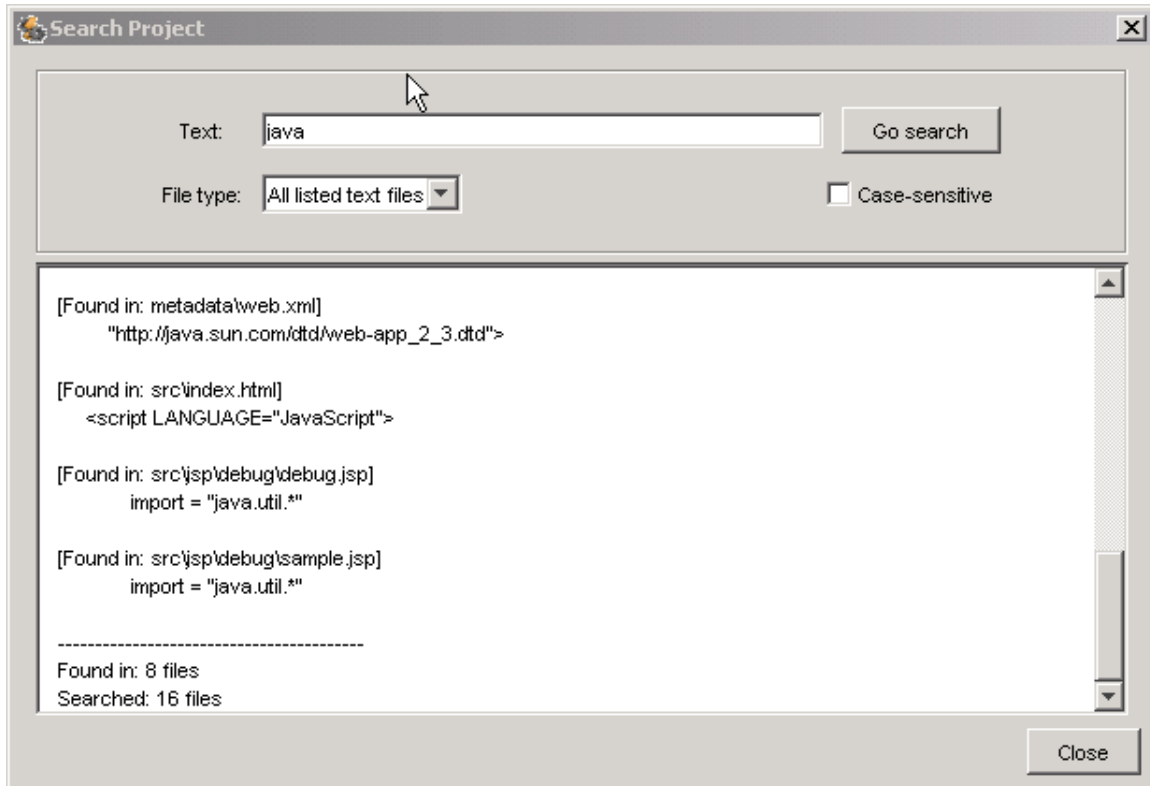 Search Project
Text: java Go search
File type: All listed text files Case-sensitive
[Found in: metadata\web.xml]
"http://java.sun.com/dtd/web-app_2_3.dtd">
[Found in: src\index.html]
<script LANGUAGE="JavaScript">
[Found in: src\jsp\debug\debug.jsp]
import = "java.util.*"
[Found in: src\jsp\debug\sample.jsp]
import = "java.util.*"
-----------------------------------------
Found in: 8 files
Searched: 16 files
Close